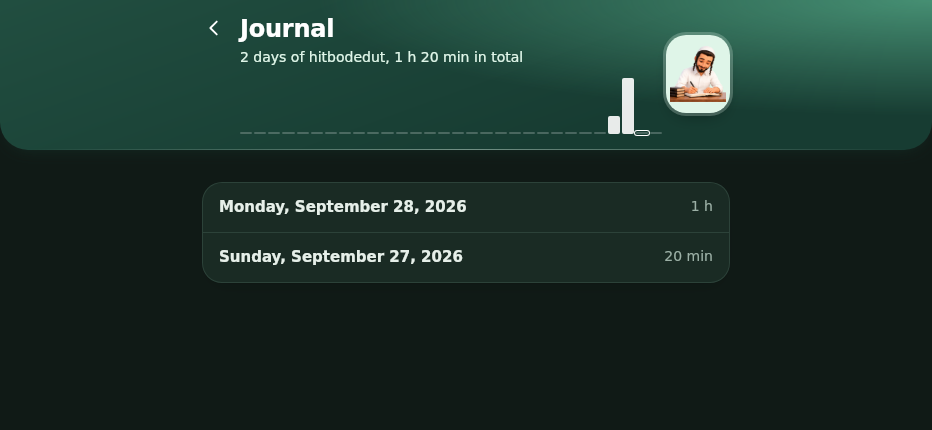 Journal
2 days of hitbodedut, 1 h 20 min in total
Monday, September 28, 2026 1 h
Sunday, September 27, 2026 20 min